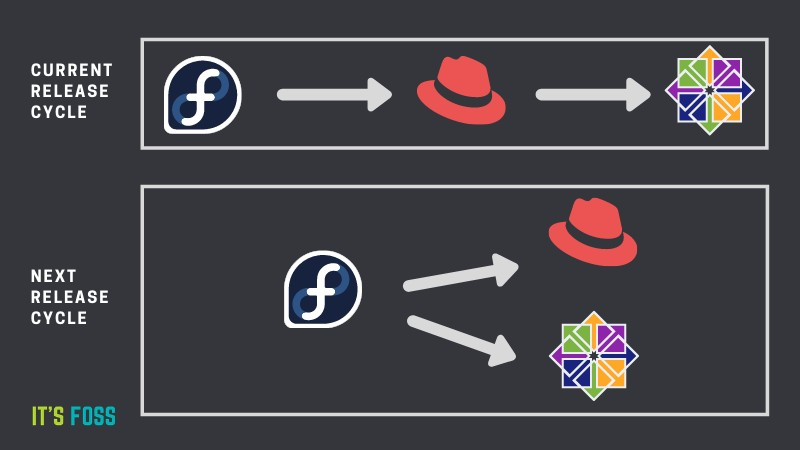 CURRENT
RELEASE
CYCLE
NEXT
RELEASE
CYCLE
IT'S FOSS